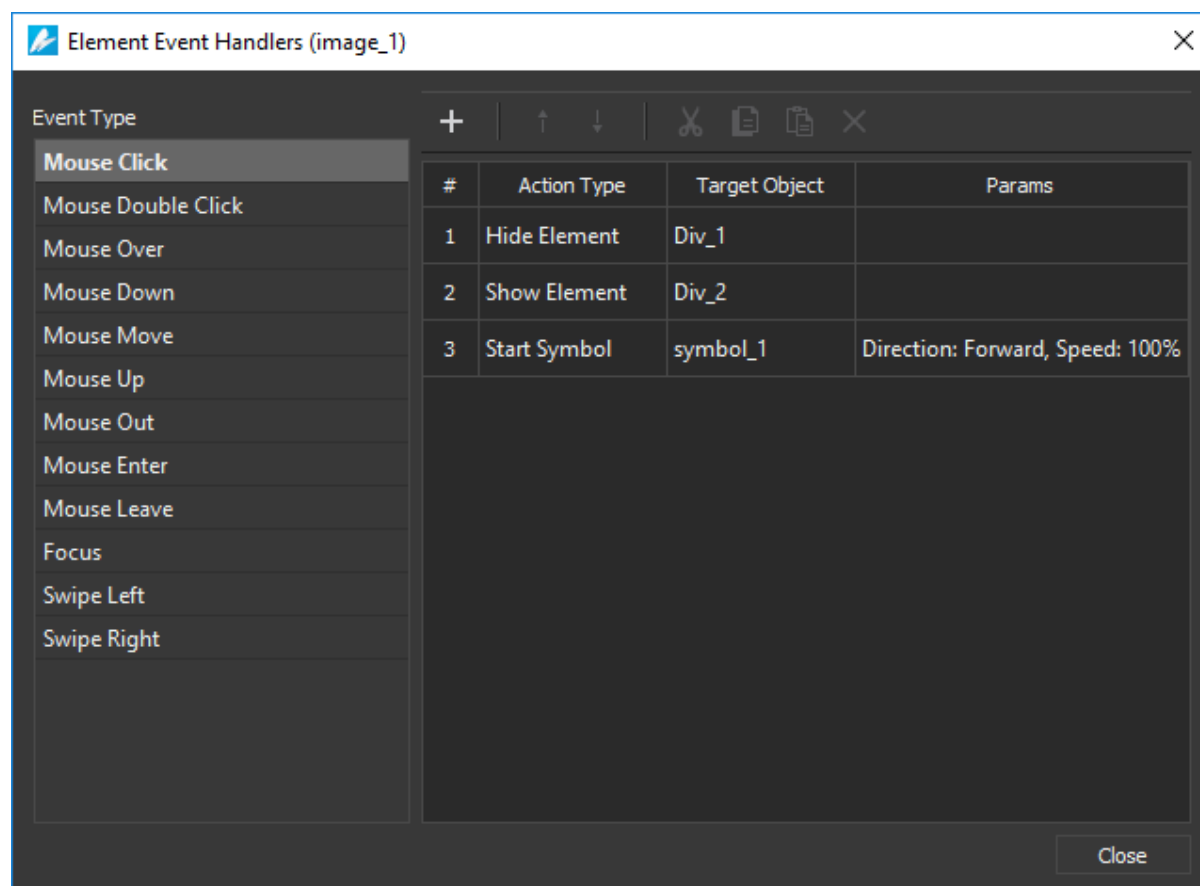 Element Event Handlers (image_1)
Event Type
Mouse Click
Mouse Double Click
Mouse Over
Mouse Down
Mouse Move
Mouse Up
Mouse Out
Mouse Enter
Mouse Leave
Focus
Swipe Left
Swipe Right
# Action Type Target Object Params
1 Hide Element Div_1
2 Show Element Div_2
3 Start Symbol symbol_1 Direction: Forward, Speed: 100%
Close